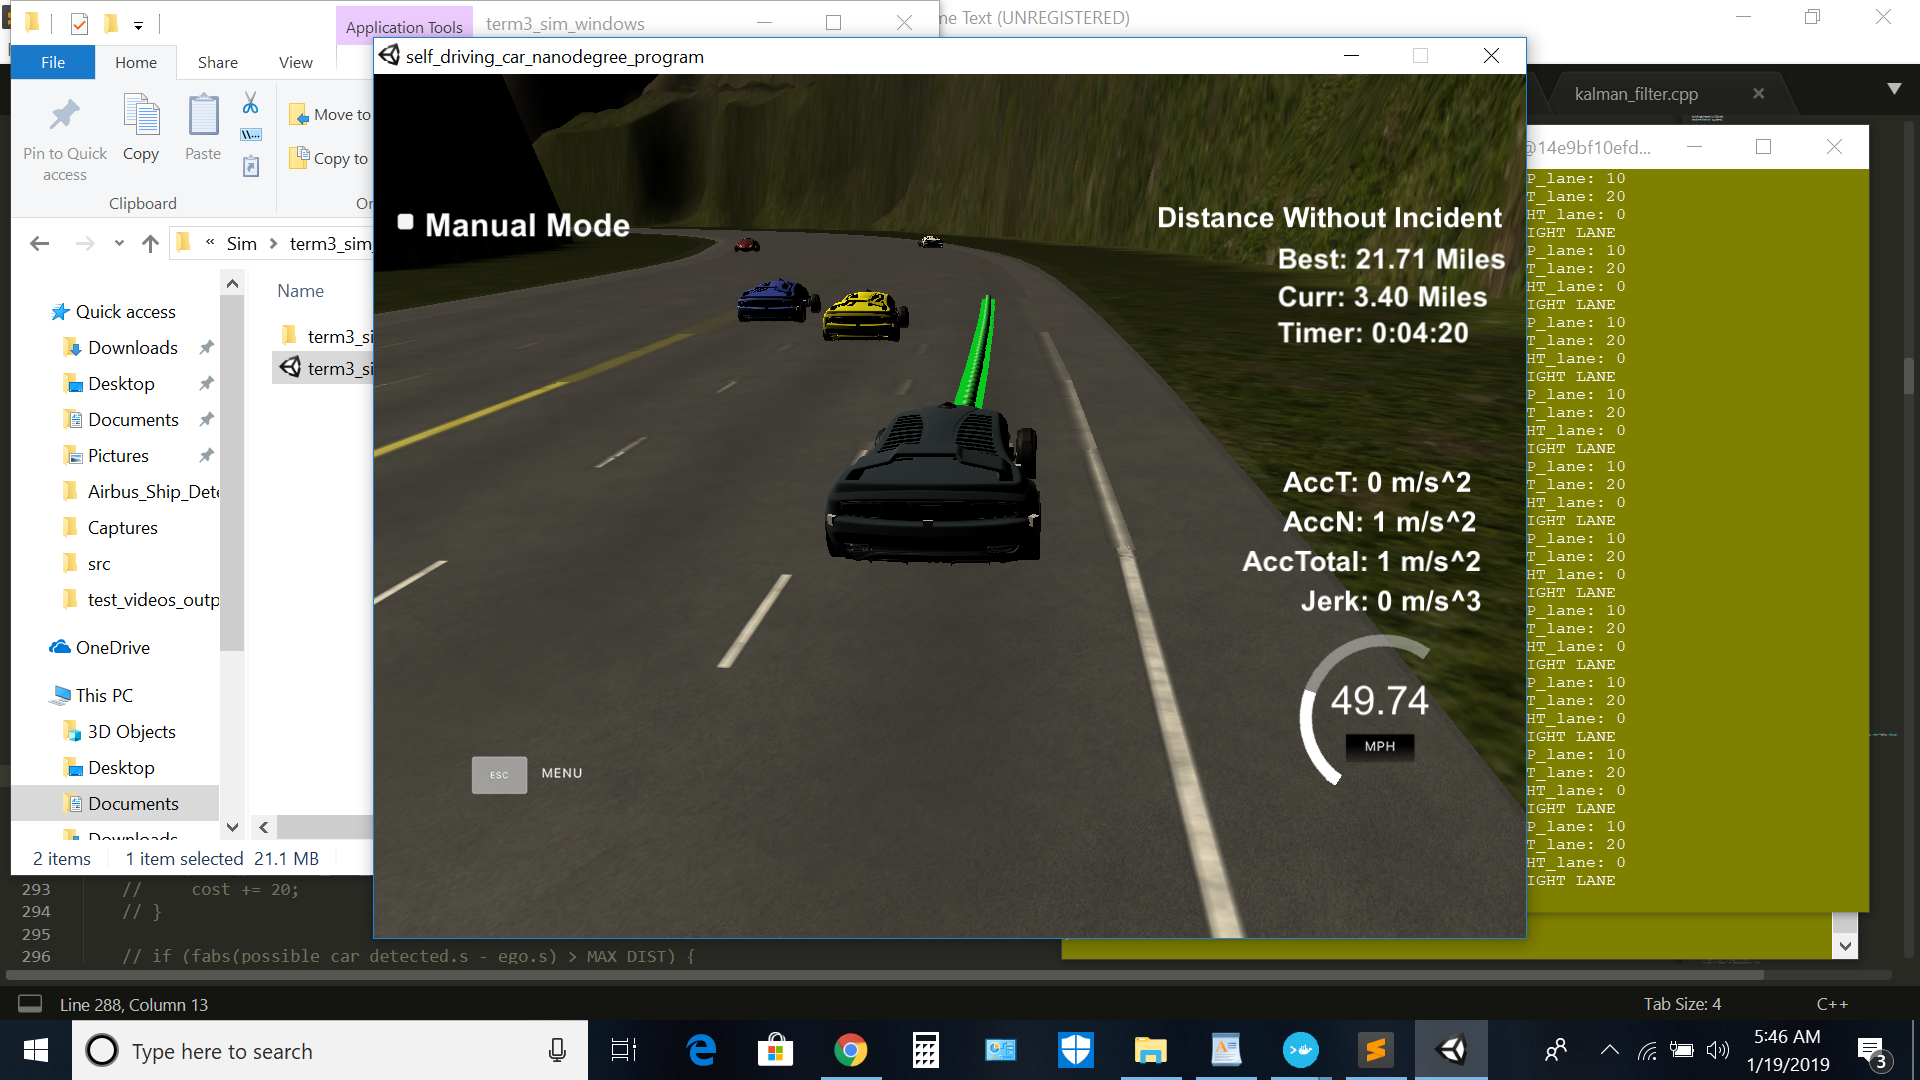 Application Tools
term3_sim_windows
me Text (UNREGISTERED)
File
Home
Share
View
self_driving_car_nanodegree_program
kalman_filter.cpp
Pin to Quick access
Copy
Paste
Move to
Copy to
Clipboard
Or
@14e9bf10efd...
« Sim > term3_sim_
Name
term3_si
term3_si
Quick access
Downloads
Desktop
Documents
Pictures
Airbus_Ship_Dete
Captures
src
test_videos_outp
OneDrive
This PC
3D Objects
Desktop
Documents
Downloads
2 items
1 item selected 21.1 MB
Manual Mode
Distance Without Incident
Best: 21.71 Miles
Curr: 3.40 Miles
Timer: 0:04:20
AccT: 0 m/s^2
AccN: 1 m/s^2
AccTotal: 1 m/s^2
Jerk: 0 m/s^3
49.74
MPH
ESC
MENU
P_lane: 10
T_lane: 20
HT_lane: 0
IGHT LANE
P_lane: 10
T_lane: 20
HT_lane: 0
IGHT LANE
P_lane: 10
T_lane: 20
HT_lane: 0
IGHT LANE
P_lane: 10
T_lane: 20
HT_lane: 0
IGHT LANE
P_lane: 10
T_lane: 20
HT_lane: 0
IGHT LANE
P_lane: 10
T_lane: 20
HT_lane: 0
IGHT LANE
P_lane: 10
T_lane: 20
HT_lane: 0
IGHT LANE
P_lane: 10
T_lane: 20
HT_lane: 0
IGHT LANE
P_lane: 10
T_lane: 20
HT_lane: 0
IGHT LANE
P_lane: 10
T_lane: 20
HT_lane: 0
IGHT LANE
293 // cost += 20;
294 // }
295
296 // if (fabs(possible_car_detected.s - ego.s) > MAX_DIST) {
Line 288, Column 13
Tab Size: 4
C++
Type here to search
5:46 AM
1/19/2019
3